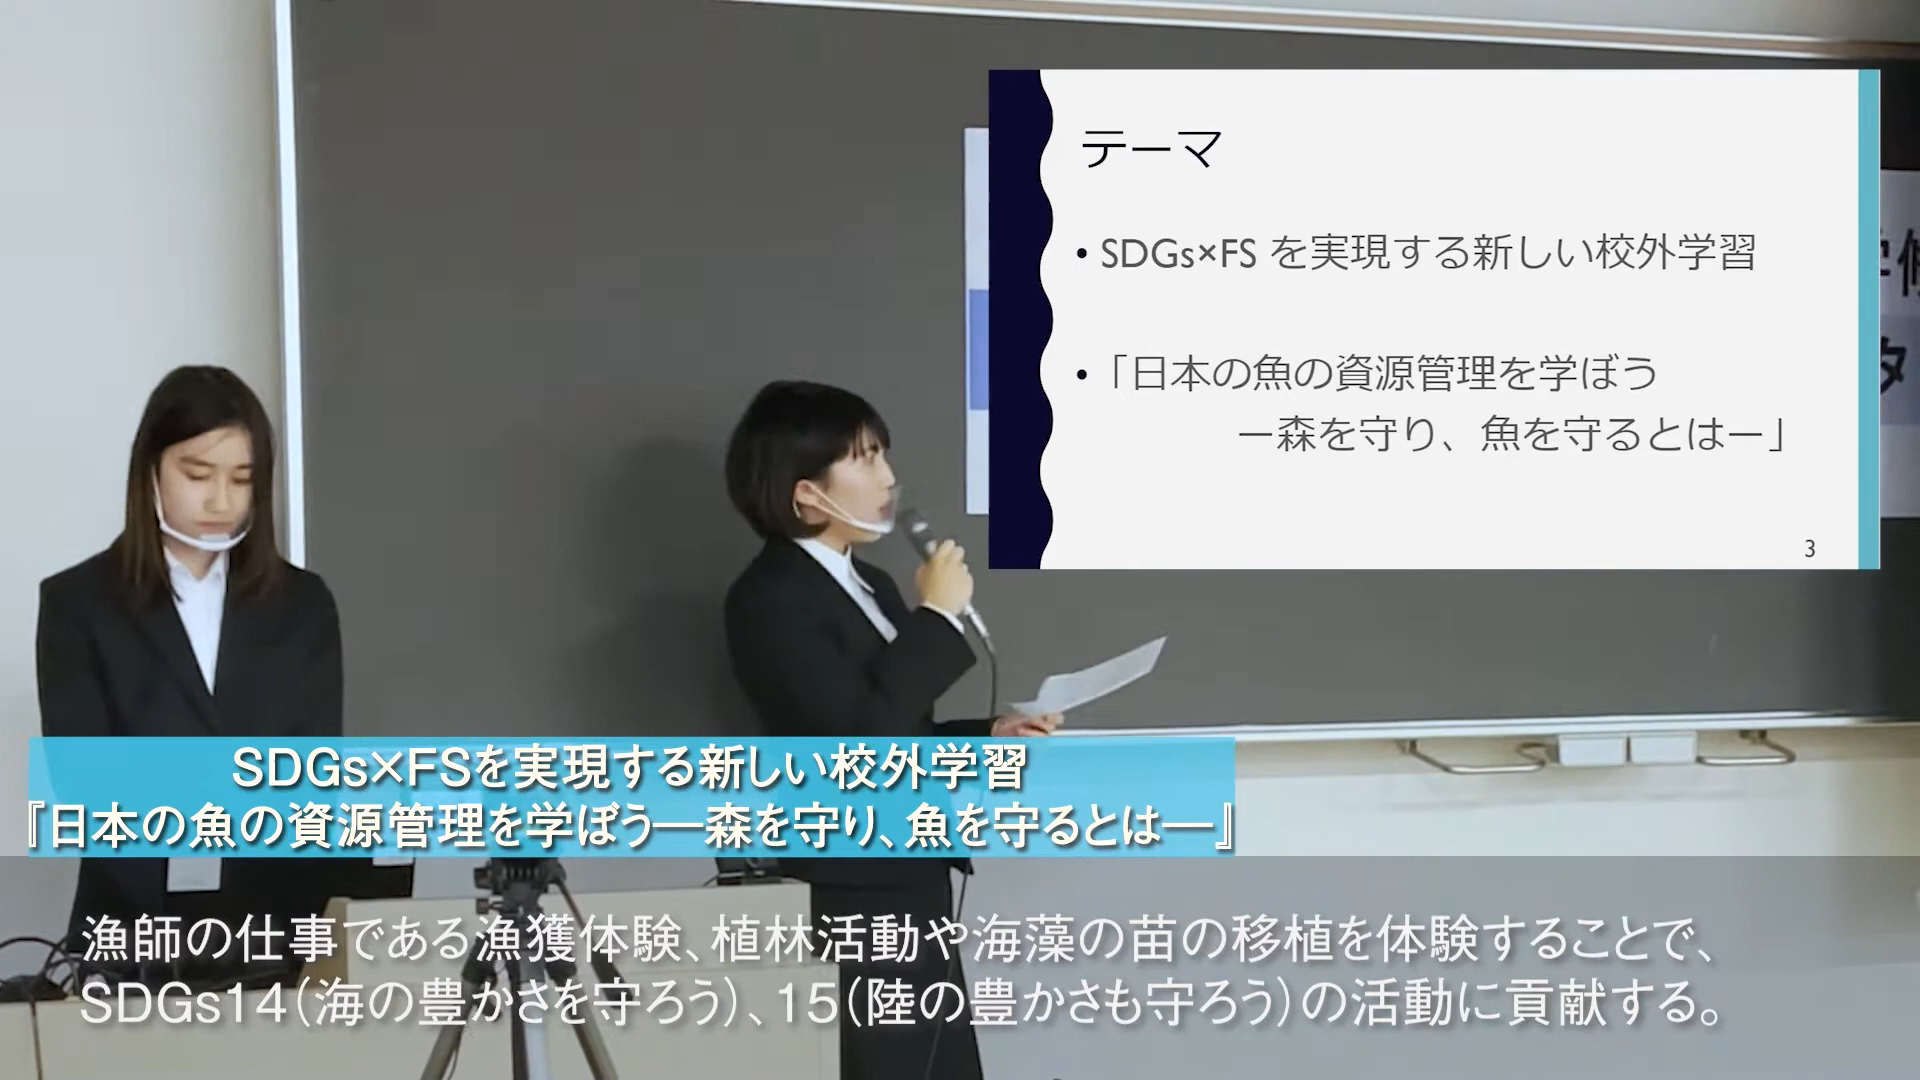 テーマ
• SDGs×FS を実現する新しい校外学習
•「日本の魚の資源管理を学ぼう
ー森を守り、魚を守るとはー」
3
タ
SDGs×FSを実現する新しい校外学習
『日本の魚の資源管理を学ぼう―森を守り、魚を守るとは―』
漁師の仕事である漁獲体験、植林活動や海藻の苗の移植を体験することで、
SDGs14(海の豊かさを守ろう)、15(陸の豊かさも守ろう)の活動に貢献する。